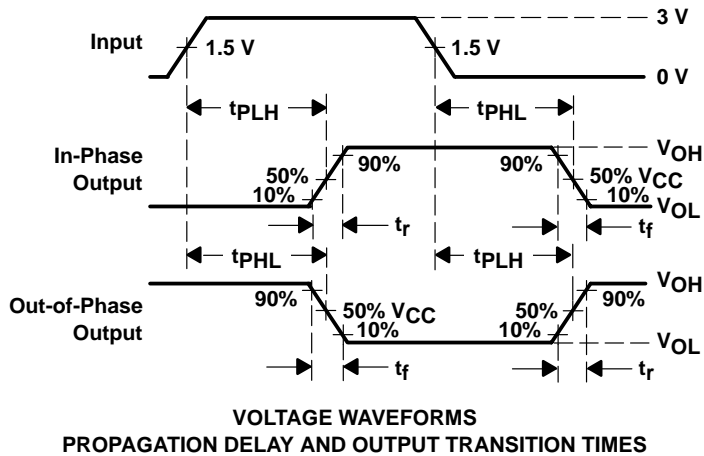 3 V
Input
1.5 V
1.5 V
0 V
tPLH
tPHL
In-Phase
Output
VOH
90%
90%
50%
50% VCC
10%
10%
VOL
tr
tf
tPHL
tPLH
Out-of-Phase
Output
VOH
90%
90%
50% VCC
50%
10%
10%
VOL
tf
tr
VOLTAGE WAVEFORMS
PROPAGATION DELAY AND OUTPUT TRANSITION TIMES